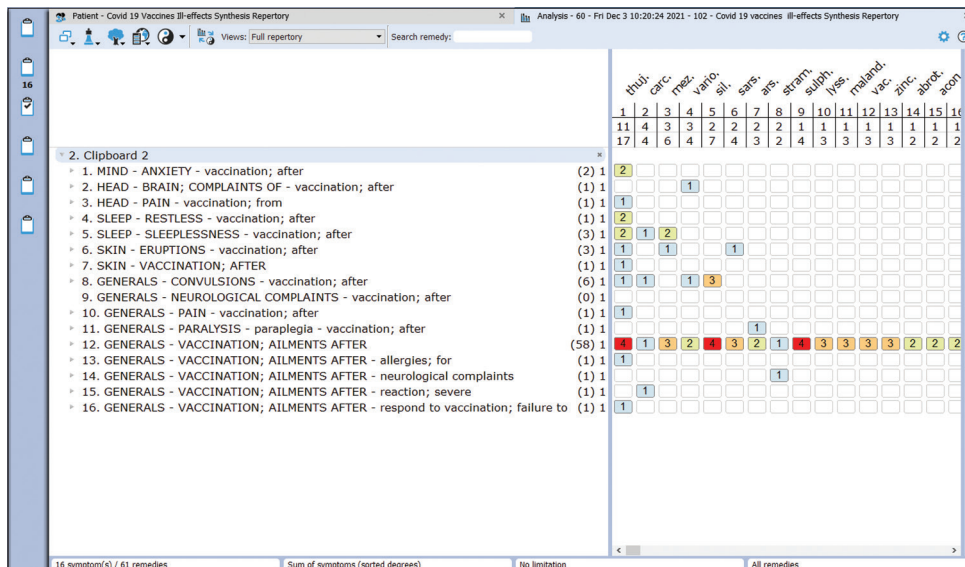 Patient - Covid 19 Vaccines Ill-effects Synthesis Repertory × Analysis - 60 - Fri Dec 3 10:20:24 2021 - 102 - Covid 19 vaccines ill-effects Synthesis Repertory
Views: Full repertory Search remedy:
16
thuj. carc. mez. vario. sil. sars. ars. stram. sulph. lyss. maland. vac. zinc. abrot. acon
1 2 3 4 5 6 7 8 9 10 11 12 13 14 15 16
11 4 3 3 2 2 2 2 1 1 1 1 1 1 1 1
17 4 6 4 7 4 3 2 4 3 3 3 3 2 2 2
2. Clipboard 2 ×
1. MIND - ANXIETY - vaccination; after (2) 1 2
2. HEAD - BRAIN; COMPLAINTS OF - vaccination; after (1) 1 1
3. HEAD - PAIN - vaccination; from (1) 1 1
4. SLEEP - RESTLESS - vaccination; after (1) 1 2
5. SLEEP - SLEEPLESSNESS - vaccination; after (3) 1 2 1 2
6. SKIN - ERUPTIONS - vaccination; after (3) 1 1 1 1
7. SKIN - VACCINATION; AFTER (1) 1 1
8. GENERALS - CONVULSIONS - vaccination; after (6) 1 1 1 1 3
9. GENERALS - NEUROLOGICAL COMPLAINTS - vaccination; after (0) 1
10. GENERALS - PAIN - vaccination; after (1) 1 1
11. GENERALS - PARALYSIS - paraplegia - vaccination; after (1) 1 1
12. GENERALS - VACCINATION; AILMENTS AFTER (58) 1 4 1 3 2 4 3 2 1 4 3 3 3 3 2 2 2
13. GENERALS - VACCINATION; AILMENTS AFTER - allergies; for (1) 1 1
14. GENERALS - VACCINATION; AILMENTS AFTER - neurological complaints (1) 1 1
15. GENERALS - VACCINATION; AILMENTS AFTER - reaction; severe (1) 1 1
16. GENERALS - VACCINATION; AILMENTS AFTER - respond to vaccination; failure to (1) 1 1
16 symptom(s) / 61 remedies Sum of symptoms (sorted degrees) No limitation All remedies